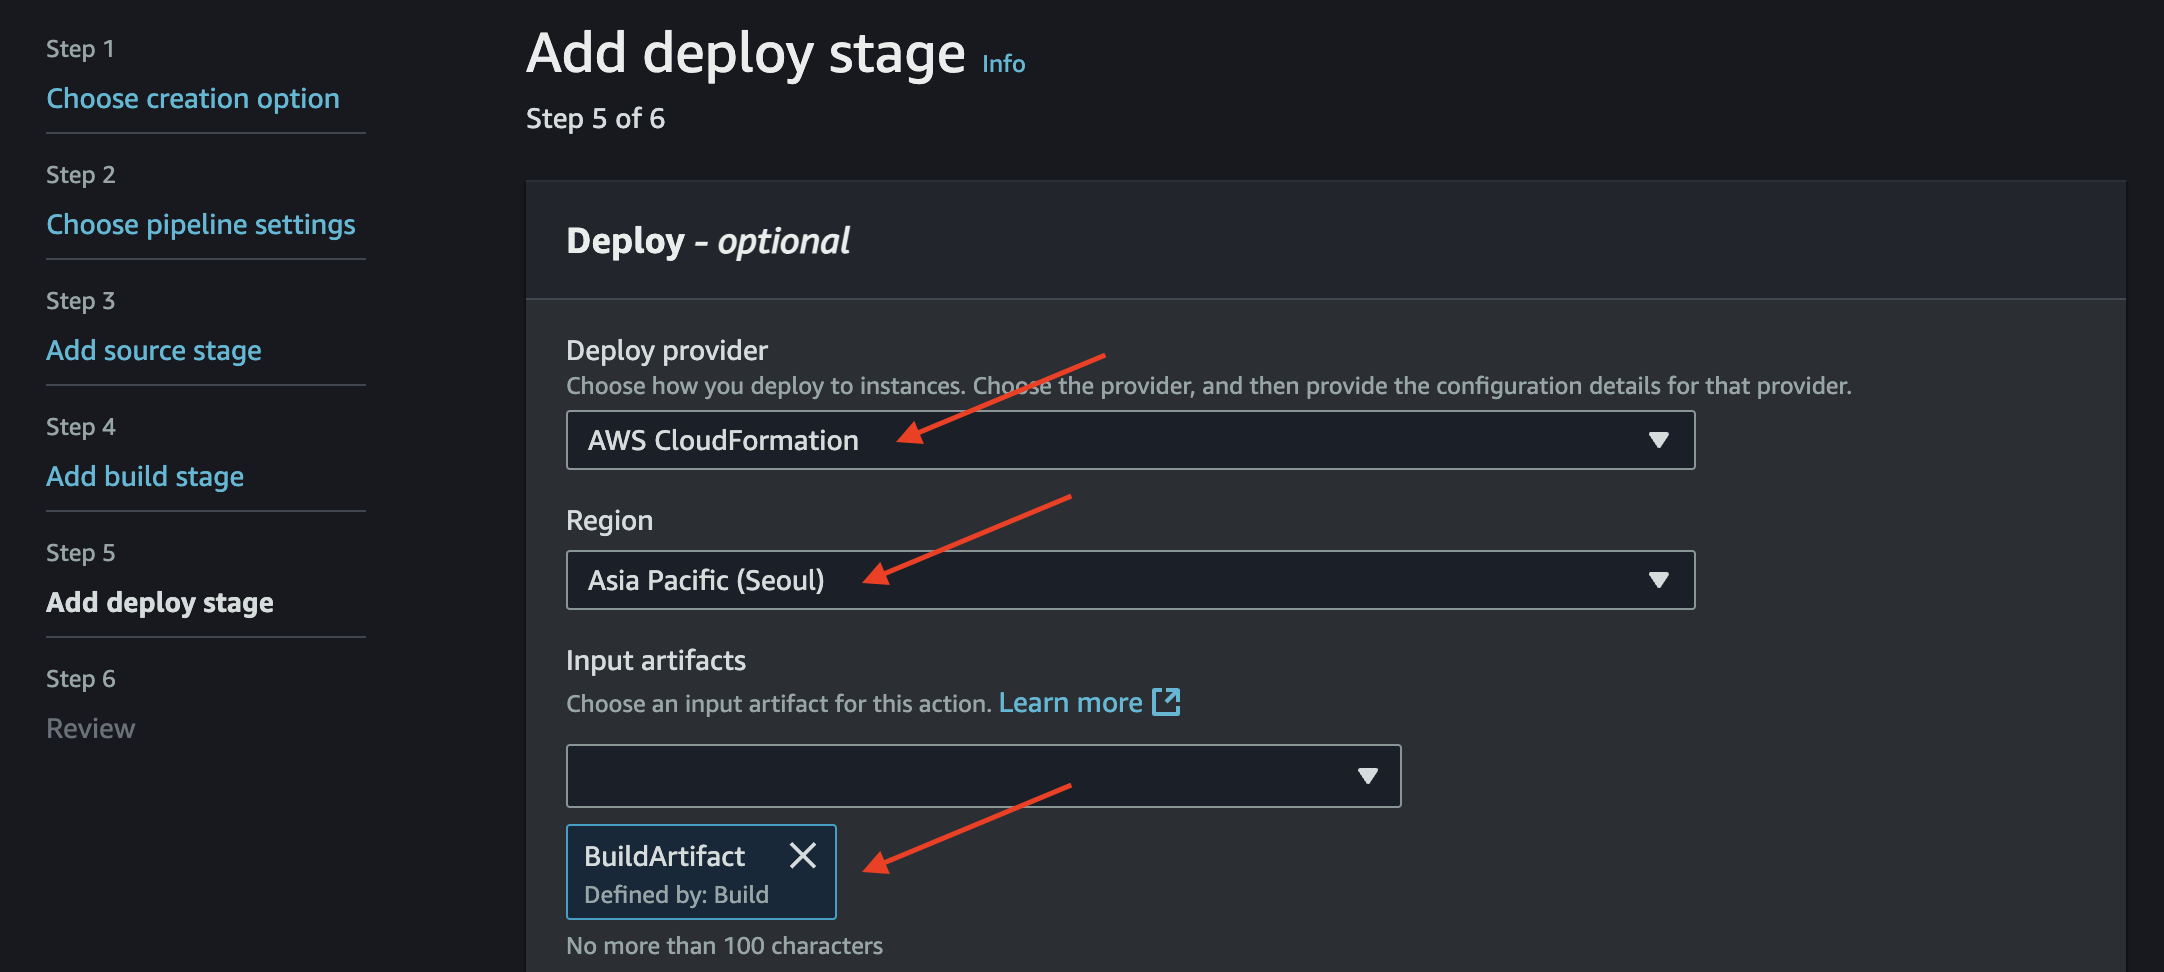 Step 1
Choose creation option
Step 2
Choose pipeline settings
Step 3
Add source stage
Step 4
Add build stage
Step 5
Add deploy stage
Step 6
Review
Add deploy stage Info
Step 5 of 6
Deploy - optional
Deploy provider
Choose how you deploy to instances. Choose the provider, and then provide the configuration details for that provider.
AWS CloudFormation
Region
Asia Pacific (Seoul)
Input artifacts
Choose an input artifact for this action. Learn more
BuildArtifact
Defined by: Build
No more than 100 characters